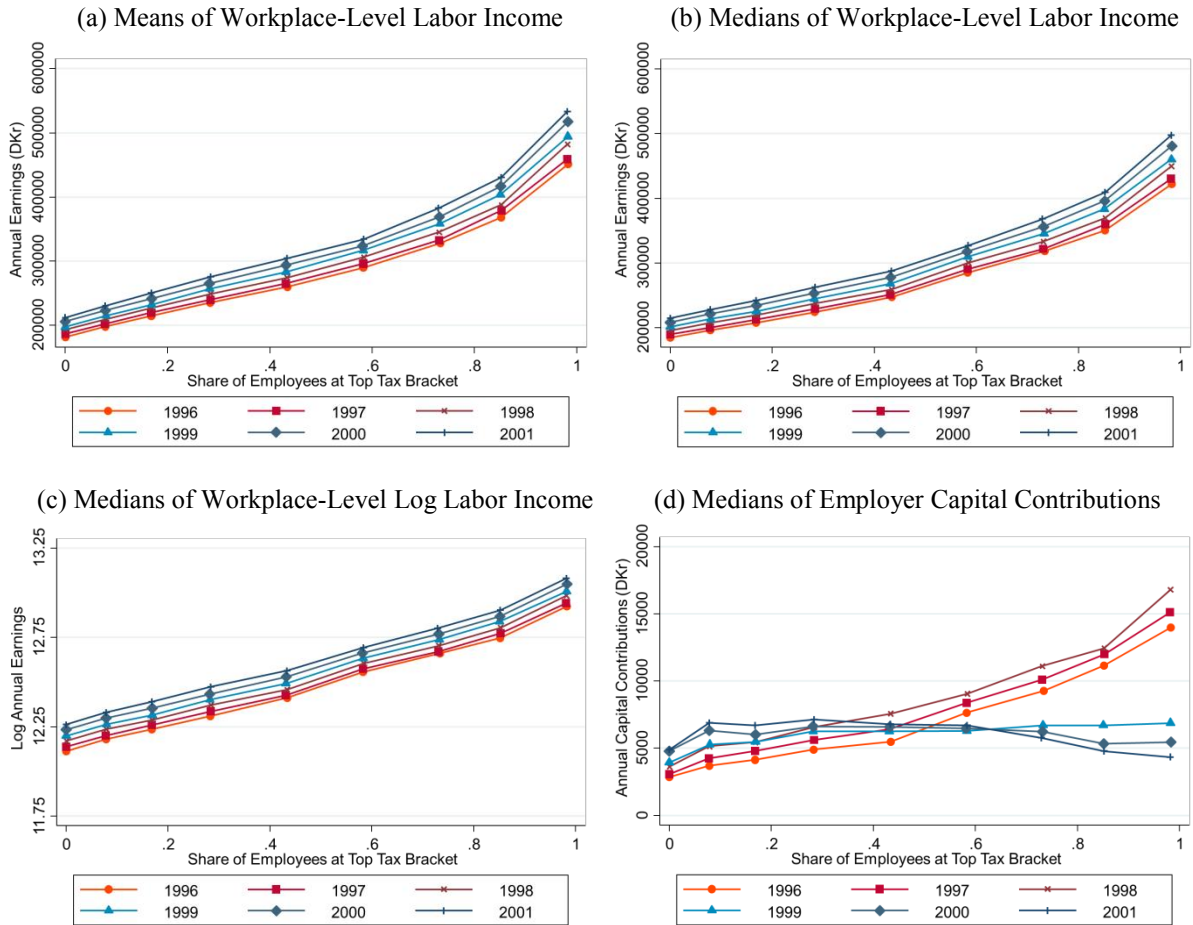 (a) Means of Workplace-Level Labor Income
Annual Earnings (DKr)
600000
500000
400000
300000
200000
0 .2 .4 .6 .8 1
Share of Employees at Top Tax Bracket
1996 1997 1998
1999 2000 2001
(b) Medians of Workplace-Level Labor Income
Annual Earnings (DKr)
600000
500000
400000
300000
200000
0 .2 .4 .6 .8 1
Share of Employees at Top Tax Bracket
1996 1997 1998
1999 2000 2001
(c) Medians of Workplace-Level Log Labor Income
Log Annual Earnings
13.25
12.75
12.25
11.75
0 .2 .4 .6 .8 1
Share of Employees at Top Tax Bracket
1996 1997 1998
1999 2000 2001
(d) Medians of Employer Capital Contributions
Annual Capital Contributions (DKr)
20000
15000
10000
5000
0
0 .2 .4 .6 .8 1
Share of Employees at Top Tax Bracket
1996 1997 1998
1999 2000 2001